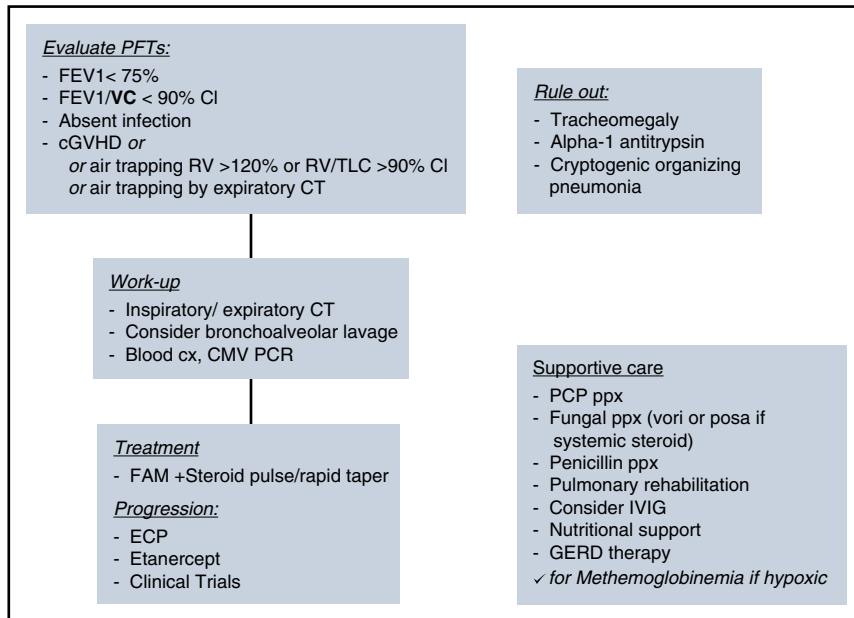 Evaluate PFTs:
- FEV1< 75%
- FEV1/VC < 90% CI
- Absent infection
- cGVHD or
or air trapping RV >120% or RV/TLC >90% CI
or air trapping by expiratory CT
Rule out:
- Tracheomegaly
- Alpha-1 antitrypsin
- Cryptogenic organizing
pneumonia
Work-up
- Inspiratory/ expiratory CT
- Consider bronchoalveolar lavage
- Blood cx, CMV PCR
Treatment
- FAM +Steroid pulse/rapid taper
Progression:
- ECP
- Etanercept
- Clinical Trials
Supportive care
- PCP ppx
- Fungal ppx (vori or posa if
systemic steroid)
- Penicillin ppx
- Pulmonary rehabilitation
- Consider IVIG
- Nutritional support
- GERD therapy
✓ for Methemoglobinemia if hypoxic